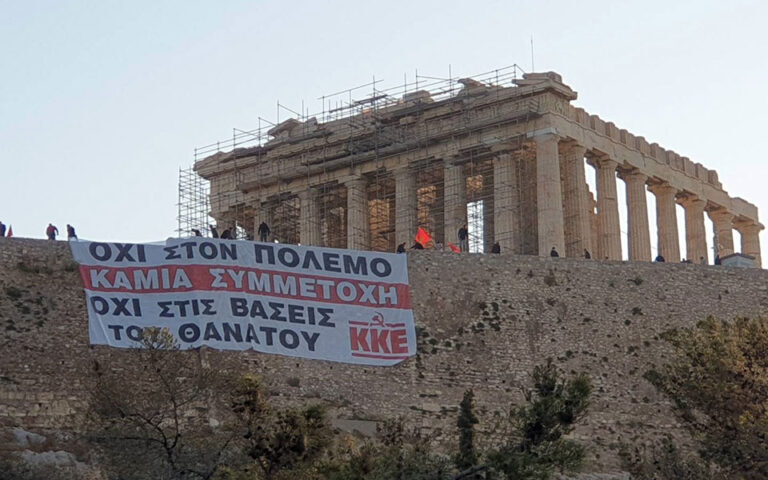 ΟΧΙ ΣΤΟΝ ΠΟΛΕΜΟ
ΚΑΜΙΑ ΣΥΜΜΕΤΟΧΗ
ΟΧΙ ΣΤΙΣ ΒΑΣΕΙΣ
ΤΟΥ ΘΑΝΑΤΟΥ
ΚΚΕ